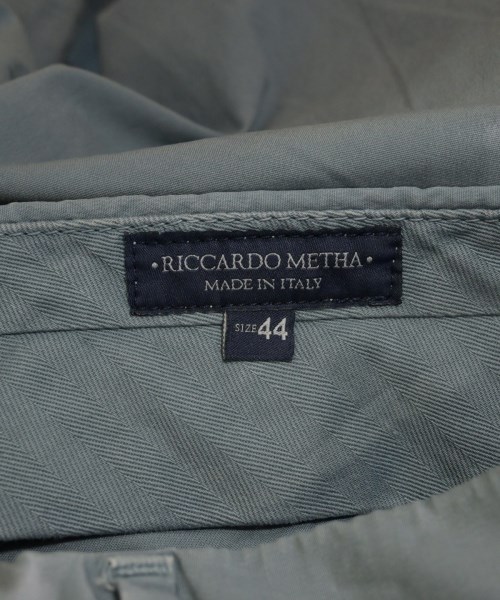 · RICCARDO METHA ·
MADE IN ITALY
SIZE 44